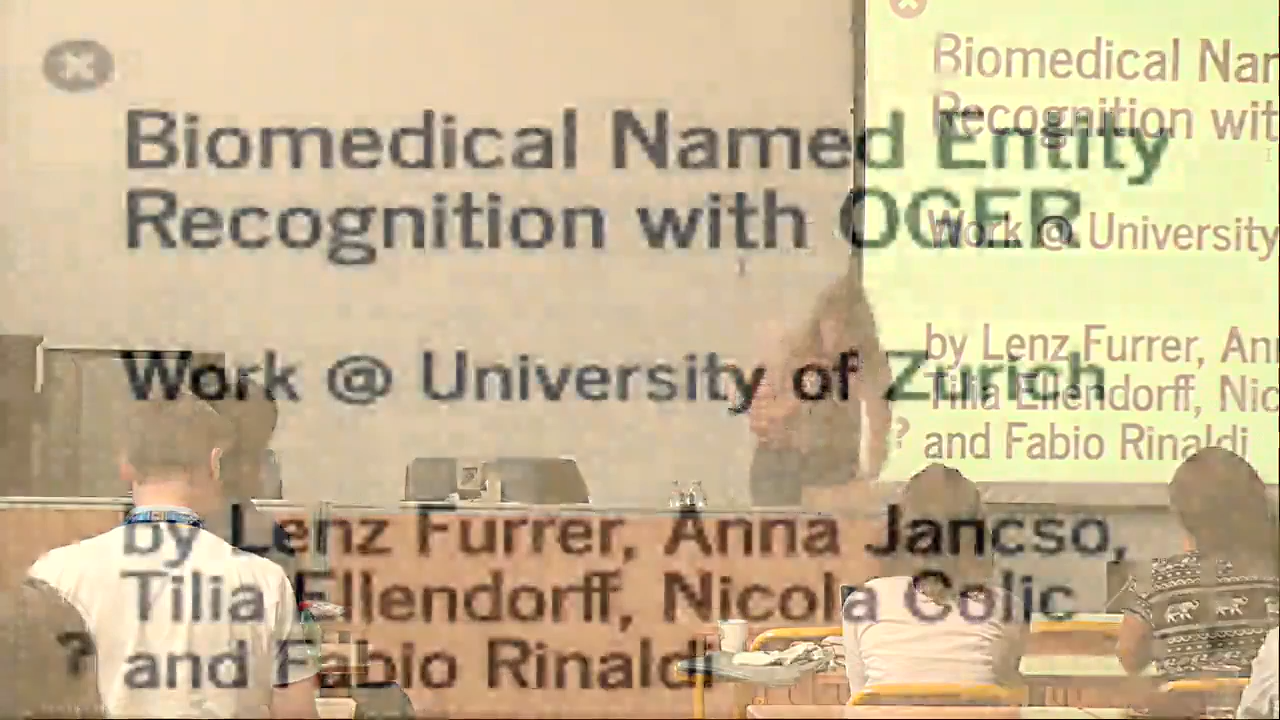 Biomedical Named Entity
Recognition with OGER
Work @ University of Zurich
by Lenz Furrer, Anna Jancso,
Tilia Ellendorff, Nicola Colic
? and Fabio Rinaldi
Biomedical Nam
Recognition wit
Work @ University
by Lenz Furrer, Ann
Tilia Ellendorff, Nic
? and Fabio Rinaldi